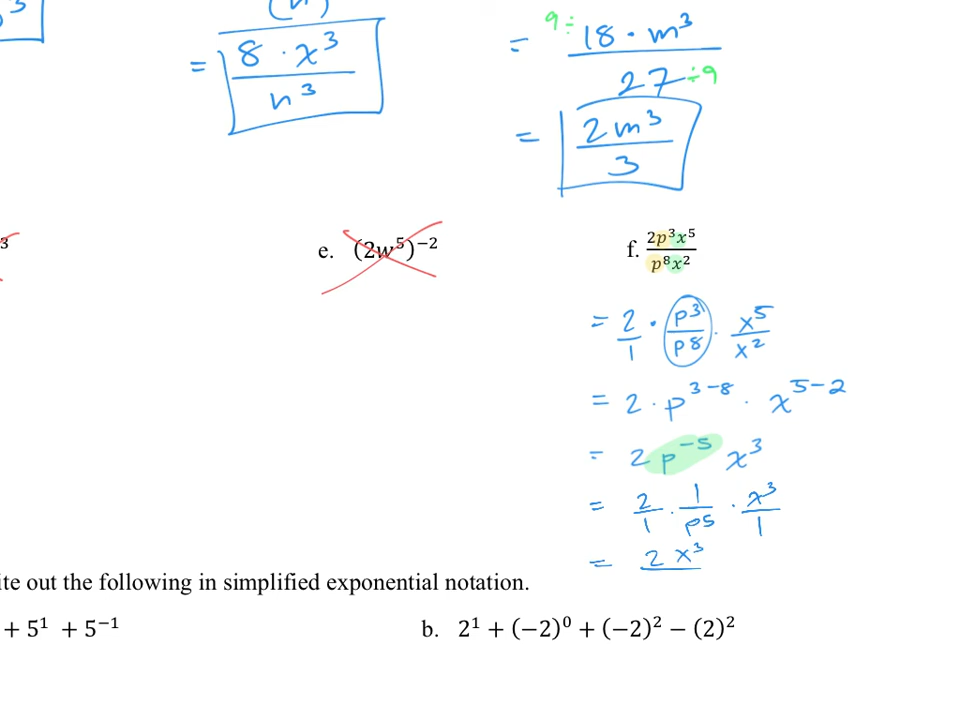 3
(n)
= 8 · x³ / n³
= 9÷ 18 · m³ / 27 ÷9
= 2m³ / 3
3
e. (2w⁵)⁻²
f. 2p³x⁵ / p⁸x²
= 2/1 · p³/p⁸ · x⁵/x²
= 2 · p³⁻⁸ · x⁵⁻²
= 2p⁻⁵ x³
= 2/1 · 1/p⁵ · x³/1
= 2x³
ite out the following in simplified exponential notation.
+ 5¹ + 5⁻¹
b. 2¹ + (−2)⁰ + (−2)² − (2)²